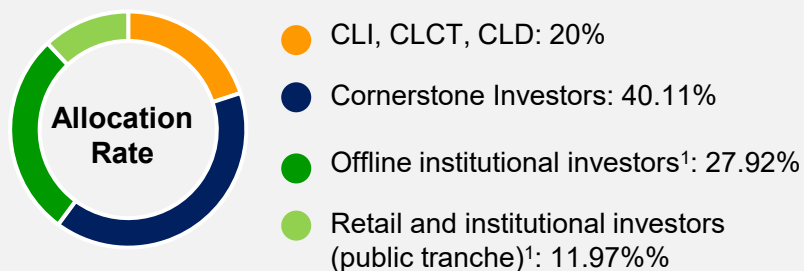 Allocation
Rate
CLI, CLCT, CLD: 20%
Cornerstone Investors: 40.11%
Offline institutional investors¹: 27.92%
Retail and institutional investors
(public tranche)¹: 11.97%%